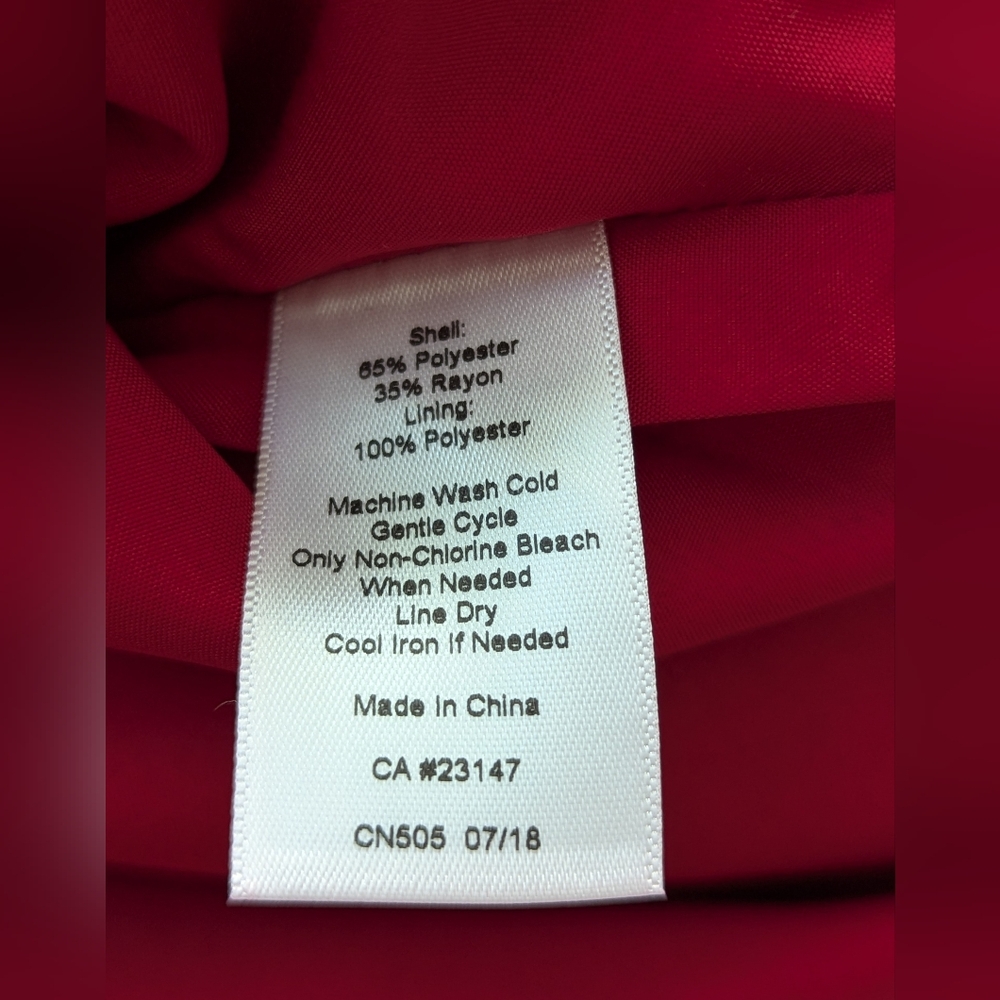 Shell:
65% Polyester
35% Rayon
Lining:
100% Polyester
Machine Wash Cold
Gentle Cycle
Only Non-Chlorine Bleach
When Needed
Line Dry
Cool Iron If Needed
Made In China
CA #23147
CN505 07/18